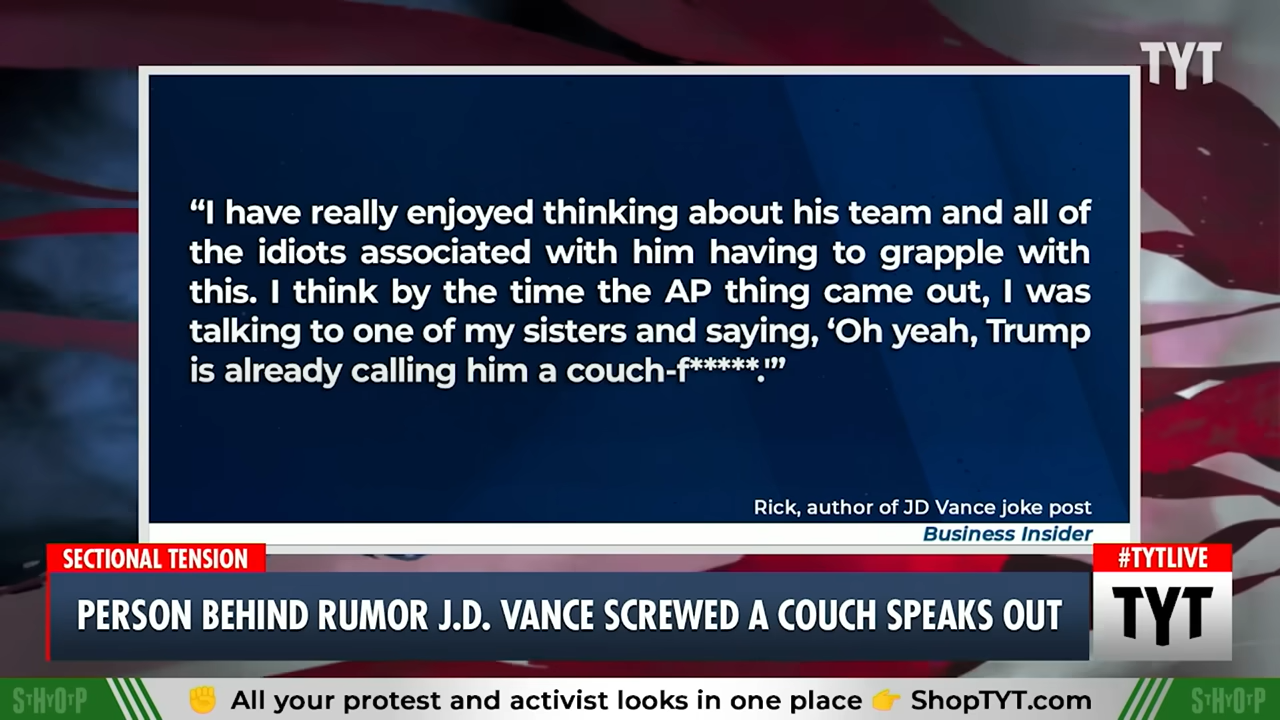 TYT
“I have really enjoyed thinking about his team and all of
the idiots associated with him having to grapple with
this. I think by the time the AP thing came out, I was
talking to one of my sisters and saying, ‘Oh yeah, Trump
is already calling him a couch-f*****.'”
Rick, author of JD Vance joke post
Business Insider
SECTIONAL TENSION
#TYTLIVE
PERSON BEHIND RUMOR J.D. VANCE SCREWED A COUCH SPEAKS OUT
TYT
SHOP
TYT
All your protest and activist looks in one place
ShopTYT.com
SHOP
TYT